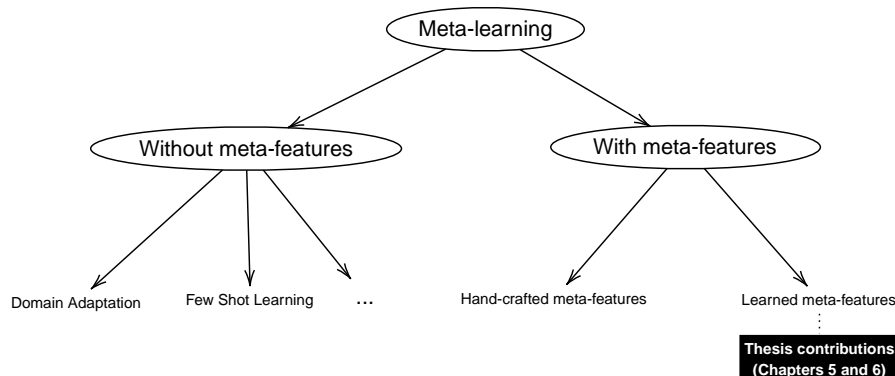 Meta-learning
Without meta-features
With meta-features
Domain Adaptation
Few Shot Learning
...
Hand-crafted meta-features
Learned meta-features
Thesis contributions
(Chapters 5 and 6)